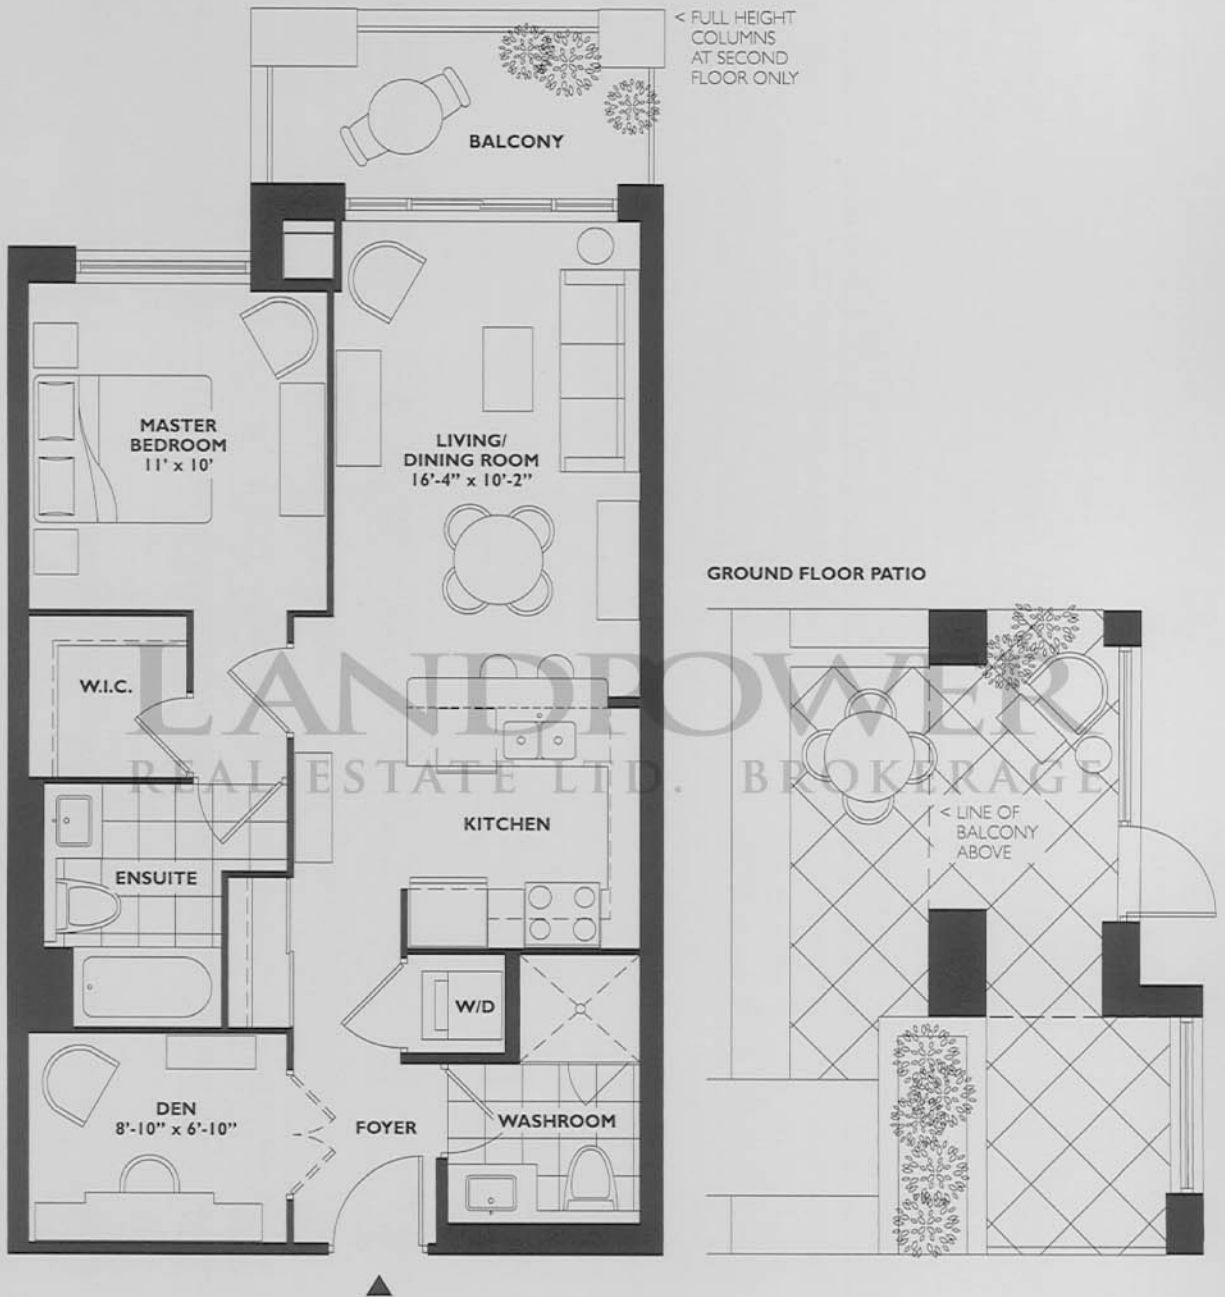 < FULL HEIGHT
COLUMNS
AT SECOND
FLOOR ONLY
BALCONY
MASTER
BEDROOM
11' x 10'
LIVING/
DINING ROOM
16'-4" x 10'-2"
GROUND FLOOR PATIO
W.I.C.
LANDPOWER
REAL ESTATE LTD. BROKERAGE
KITCHEN
< LINE OF
BALCONY
ABOVE
ENSUITE
W/D
DEN
8'-10" x 6'-10"
FOYER
WASHROOM